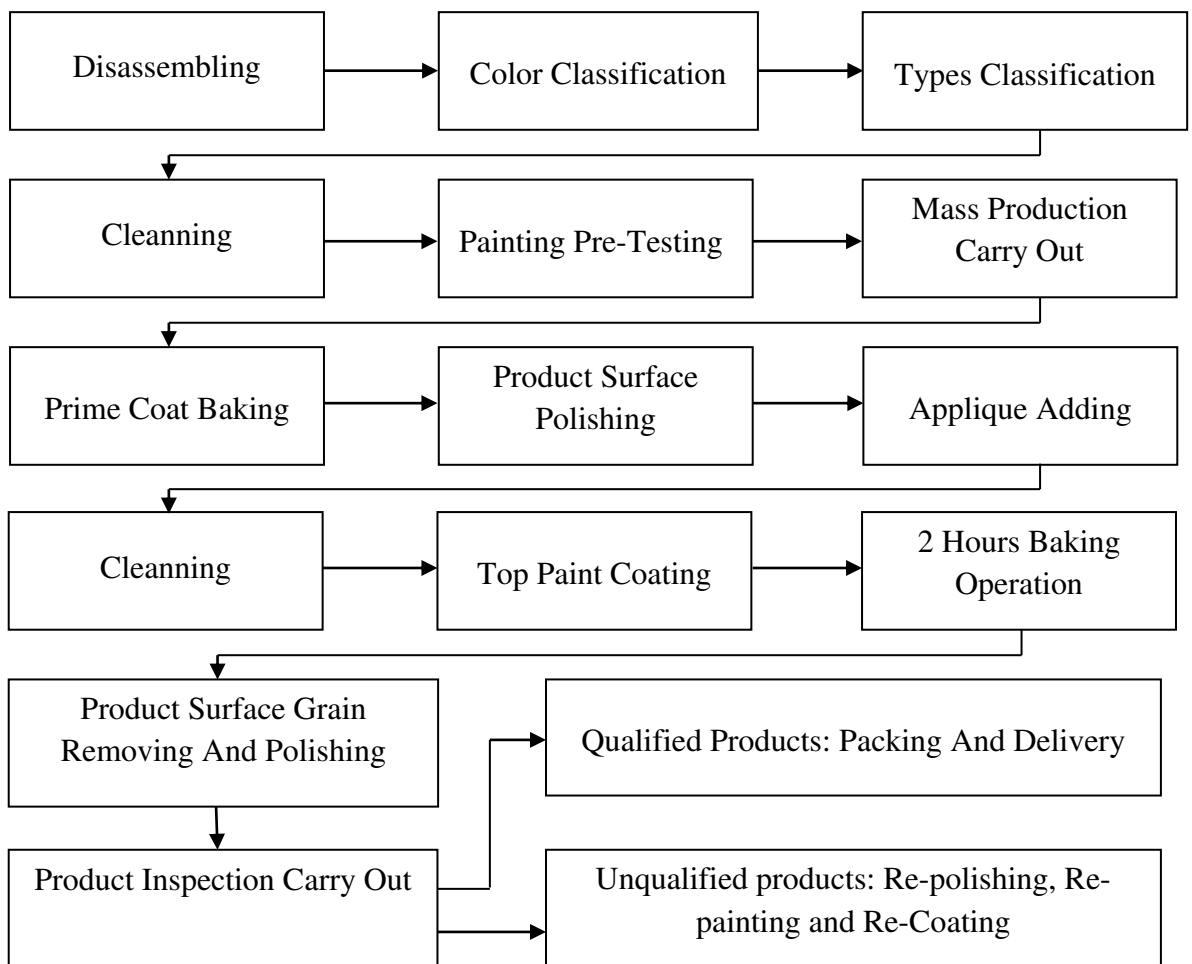 Disassembling
Color Classification
Types Classification
Cleanning
Painting Pre-Testing
Mass Production
Carry Out
Prime Coat Baking
Product Surface
Polishing
Applique Adding
Cleanning
Top Paint Coating
2 Hours Baking
Operation
Product Surface Grain
Removing And Polishing
Qualified Products: Packing And Delivery
Product Inspection Carry Out
Unqualified products: Re-polishing, Re-
painting and Re-Coating